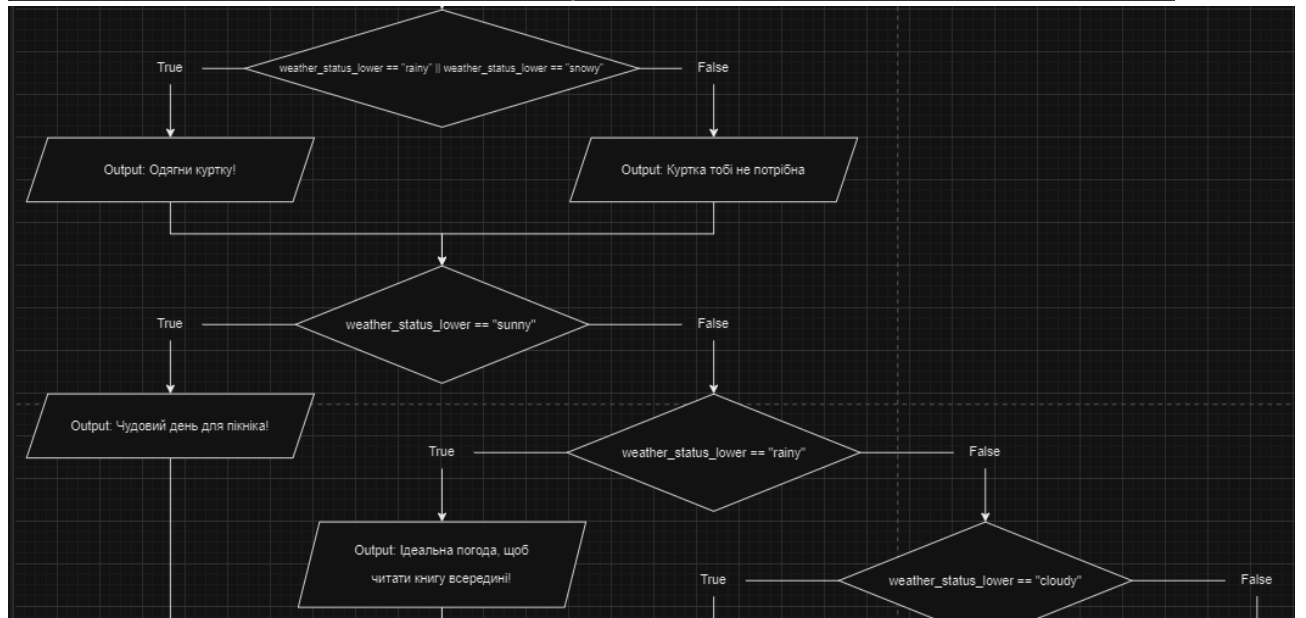 weather_status_lower == "rainy" || weather_status_lower == "snowy"
True
False
Output: Одягни куртку!
Output: Куртка тобі не потрібна
weather_status_lower == "sunny"
True
False
Output: Чудовий день для пікніка!
weather_status_lower == "rainy"
True
False
Output: Ідеальна погода, щоб
читати книгу всередині!
weather_status_lower == "cloudy"
True
False